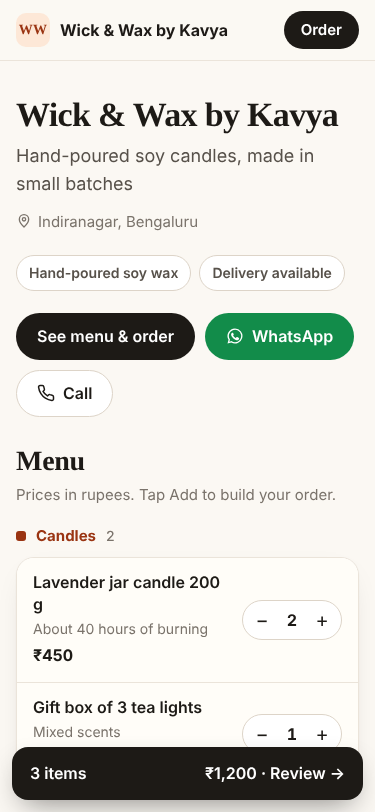 WW Wick & Wax by Kavya Order
Wick & Wax by Kavya
Hand-poured soy candles, made in
small batches
Indiranagar, Bengaluru
Hand-poured soy wax Delivery available
See menu & order WhatsApp
Call
Menu
Prices in rupees. Tap Add to build your order.
Candles 2
Lavender jar candle 200
g
About 40 hours of burning
₹450
− 2 +
Gift box of 3 tea lights
Mixed scents
− 1 +
3 items ₹1,200 · Review →